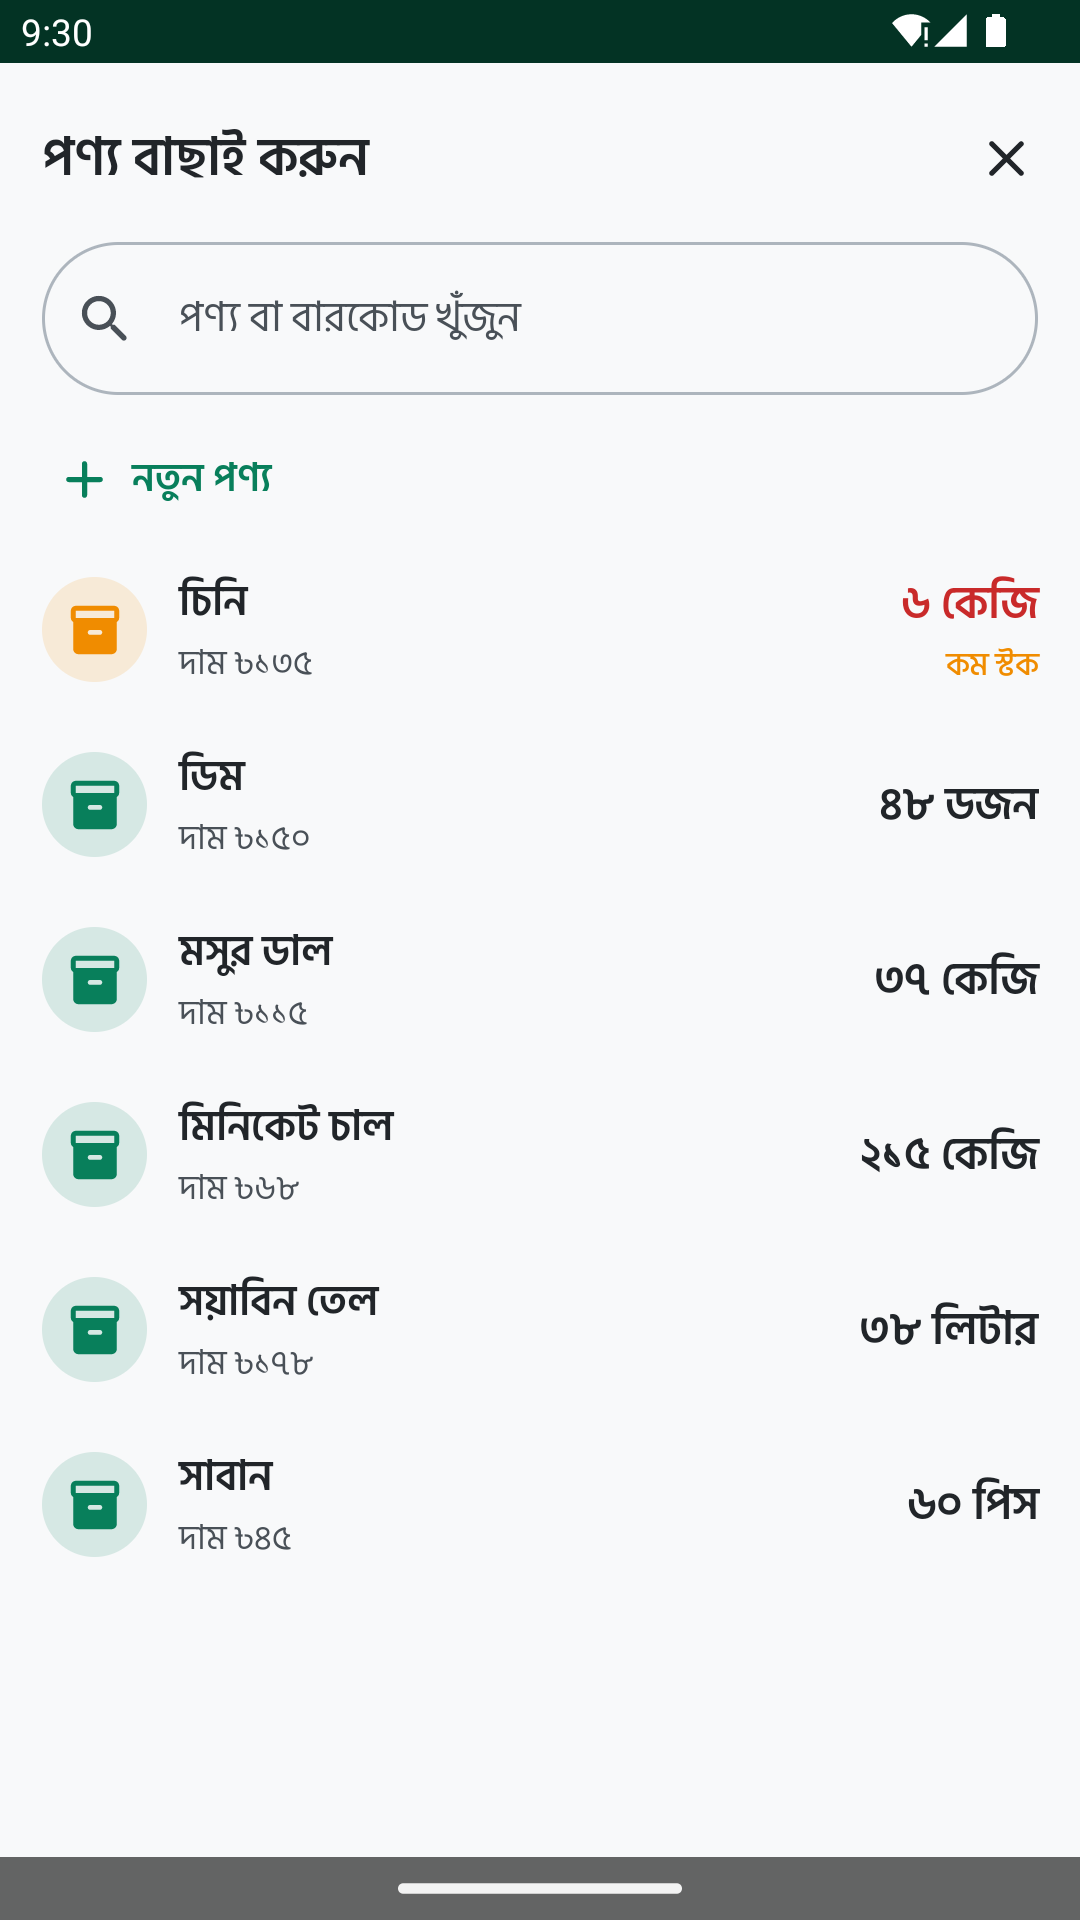 9:30
পণ্য বাছাই করুন
পণ্য বা বারকোড খুঁজুন
নতুন পণ্য
চিনি
৬ কেজি
দাম ৳১৩৫
কম স্টক
ডিম
৪৮ ডজন
দাম ৳১৫০
মসুর ডাল
৩৭ কেজি
দাম ৳১১৫
মিনিকেট চাল
২১৫ কেজি
দাম ৳৬৮
সয়াবিন তেল
৩৮ লিটার
দাম ৳১৭৮
সাবান
৬০ পিস
দাম ৳৪৫